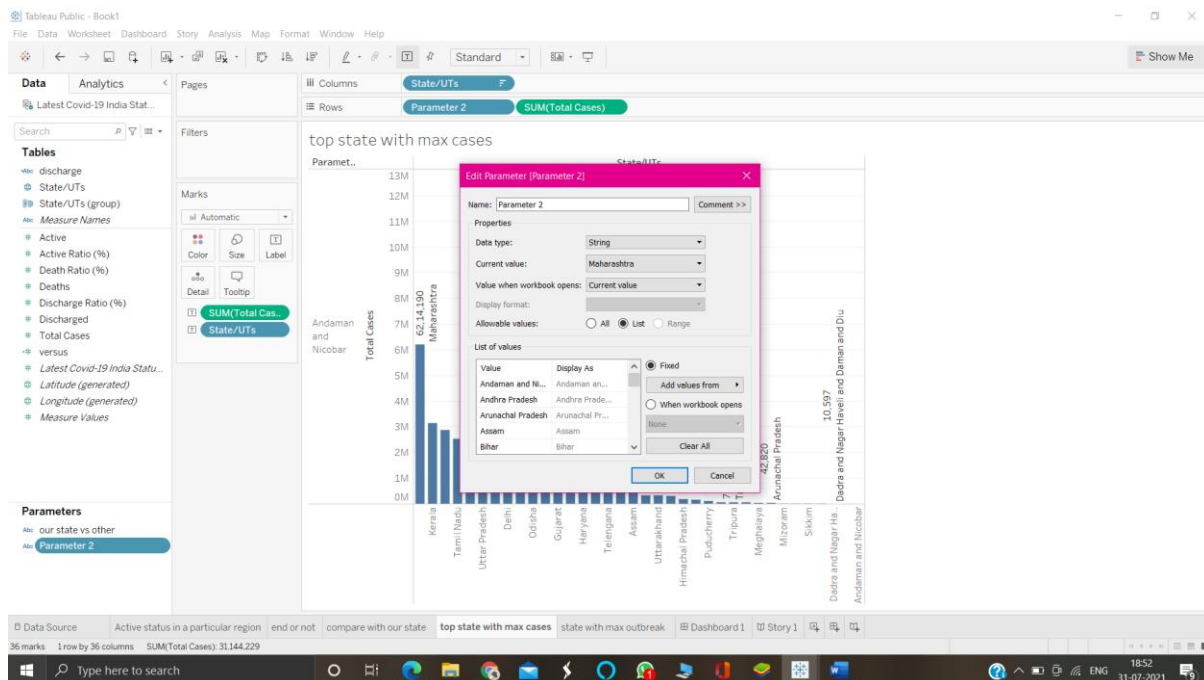 Tableau Public - Book1
File Data Worksheet Dashboard Story Analysis Map Format Window Help
Standard
Show Me
Data Analytics
Latest Covid-19 India Stat...
Search
Tables
Abc discharge
State/UTs
State/UTs (group)
Abc Measure Names
# Active
# Active Ratio (%)
# Death Ratio (%)
# Deaths
# Discharge Ratio (%)
# Discharged
# Total Cases
versus
# Latest Covid-19 India Statu...
Latitude (generated)
Longitude (generated)
# Measure Values
Parameters
Abc our state vs other
Abc Parameter 2
Pages
Filters
Marks
Automatic
Color Size Label
Detail Tooltip
SUM(Total Cas..
State/UTs
Columns State/UTs
Rows Parameter 2 SUM(Total Cases)
top state with max cases
Paramet.. State/UTs
Andaman
and
Nicobar
Total Cases
13M
12M
11M
10M
9M
8M
7M
6M
5M
4M
3M
2M
1M
0M
62,14,190
Maharashtra
42,820
Arunachal Pradesh
10,597
Dadra and Nagar Haveli and Daman and Diu
Kerala
Tamil Nadu
Uttar Pradesh
Delhi
Odisha
Gujarat
Haryana
Telengana
Assam
Uttarakhand
Himachal Pradesh
Puducherry
Tripura
Meghalaya
Mizoram
Sikkim
Dadra and Nagar Ha..
Andaman and Nicobar
Edit Parameter [Parameter 2]
Name: Parameter 2 Comment >>
Properties
Data type: String
Current value: Maharashtra
Value when workbook opens: Current value
Display format:
Allowable values: All List Range
List of values
Value Display As
Andaman and Ni... Andaman an...
Andhra Pradesh Andhra Prade...
Arunachal Pradesh Arunachal Pr...
Assam Assam
Bihar Bihar
Fixed
Add values from
When workbook opens
None
Clear All
OK Cancel
Data Source Active status in a particular region end or not compare with our state top state with max cases state with max outbreak Dashboard 1 Story 1
36 marks 1 row by 36 columns SUM(Total Cases): 31,144,229
Type here to search
ENG
18:52
31-07-2021